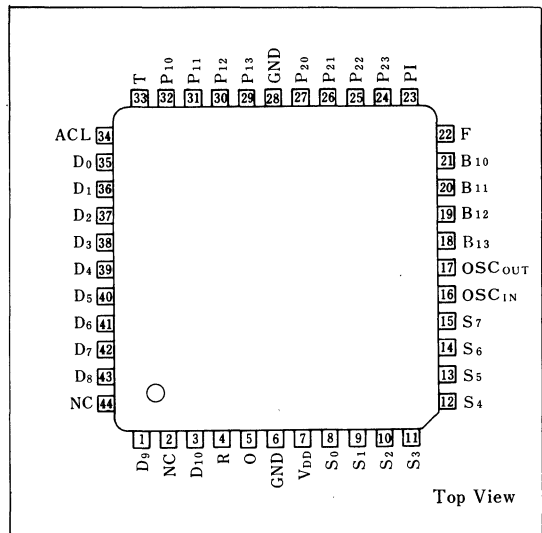 T P10 P11 P12 P13 GND P20 P21 P22 P23 PI
33 32 31 30 29 28 27 26 25 24 23
ACL 34
D0 35
D1 36
D2 37
D3 38
D4 39
D5 40
D6 41
D7 42
D8 43
NC 44
22 F
21 B10
20 B11
19 B12
18 B13
17 OSCOUT
16 OSCIN
15 S7
14 S6
13 S5
12 S4
1 2 3 4 5 6 7 8 9 10 11
D9 NC D10 R O GND VDD S0 S1 S2 S3
Top View